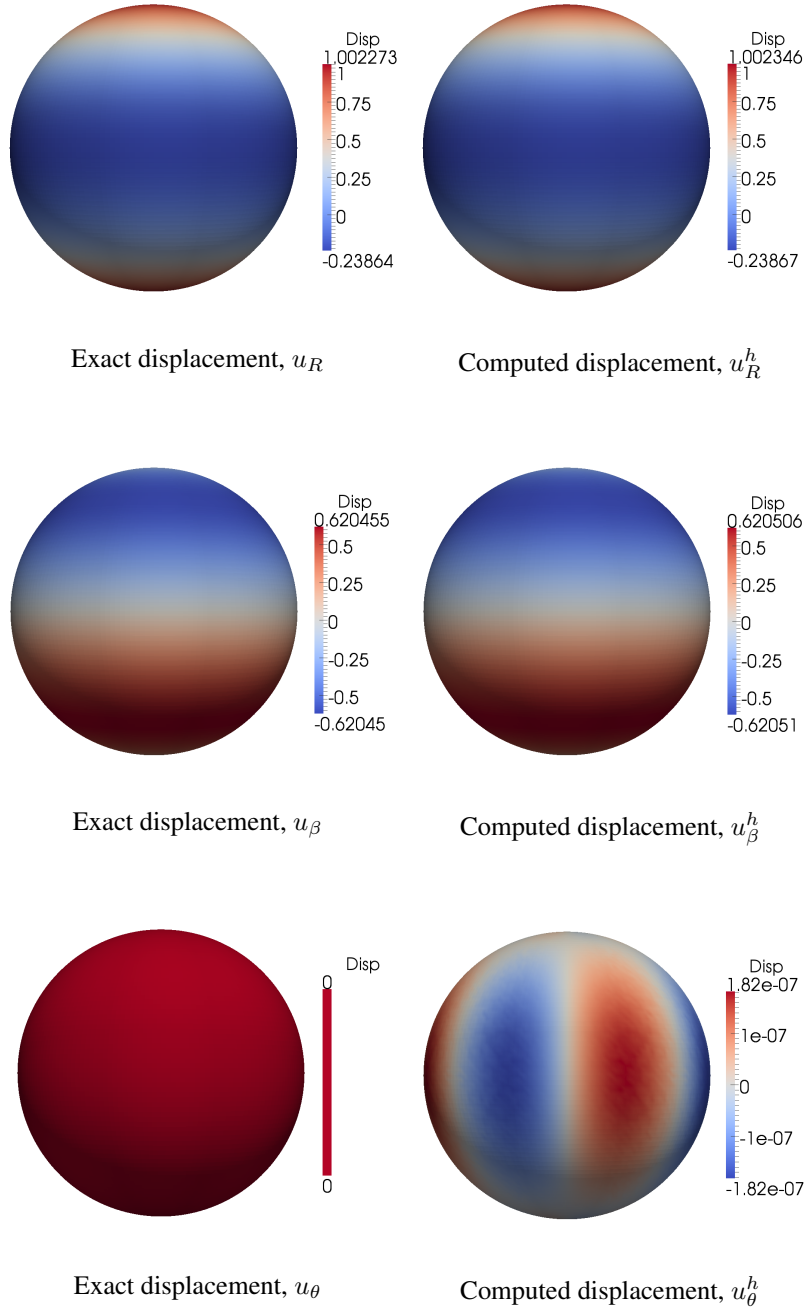 Disp
1.002273
1
0.75
0.5
0.25
0
-0.23864
Disp
1.002346
1
0.75
0.5
0.25
0
-0.23867
Exact displacement, u_R
Computed displacement, u_R^h
Disp
0.620455
0.5
0.25
0
-0.25
-0.5
-0.62045
Disp
0.620506
0.5
0.25
0
-0.25
-0.5
-0.62051
Exact displacement, u_β
Computed displacement, u_β^h
Disp
0
0
Disp
1.82e-07
1e-07
0
-1e-07
-1.82e-07
Exact displacement, u_θ
Computed displacement, u_θ^h